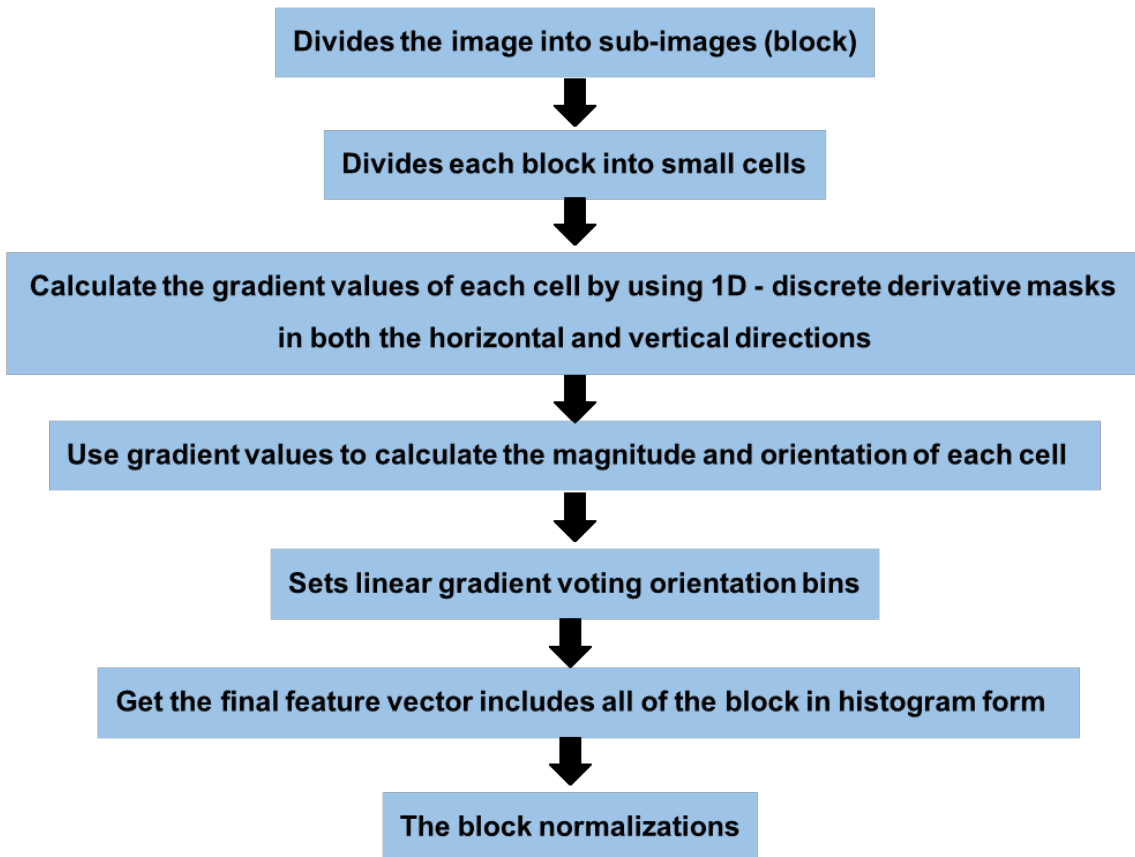 Divides the image into sub-images (block)
Divides each block into small cells
Calculate the gradient values of each cell by using 1D - discrete derivative masks
in both the horizontal and vertical directions
Use gradient values to calculate the magnitude and orientation of each cell
Sets linear gradient voting orientation bins
Get the final feature vector includes all of the block in histogram form
The block normalizations